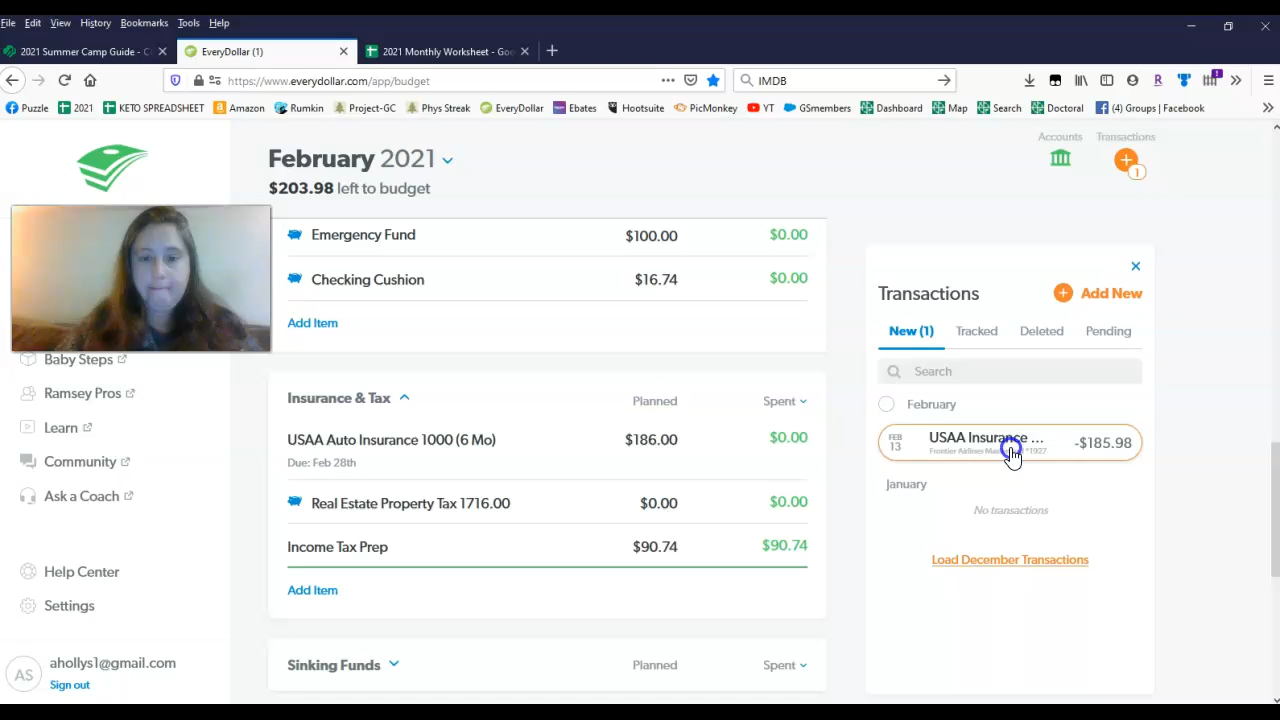 File Edit View History Bookmarks Tools Help
2021 Summer Camp Guide - C
EveryDollar (1)
2021 Monthly Worksheet - Goo
https://www.everydollar.com/app/budget
IMDB
Puzzle 2021 KETO SPREADSHEET Amazon Rumkin Project-GC Phys Streak EveryDollar Ebates Hootsuite PicMonkey YT GSmembers Dashboard Map Search Doctoral (4) Groups | Facebook
February 2021
$203.98 left to budget
Accounts Transactions
1
Emergency Fund $100.00 $0.00
Checking Cushion $16.74 $0.00
Add Item
Insurance & Tax Planned Spent
USAA Auto Insurance 1000 (6 Mo) $186.00 $0.00
Due: Feb 28th
Real Estate Property Tax 1716.00 $0.00 $0.00
Income Tax Prep $90.74 $90.74
Add Item
Sinking Funds Planned Spent
Transactions Add New
New (1) Tracked Deleted Pending
Search
February
FEB 13 USAA Insurance ... -$185.98
Frontier Airlines *1927
January
No transactions
Load December Transactions
Baby Steps
Ramsey Pros
Learn
Community
Ask a Coach
Help Center
Settings
AS ahollys1@gmail.com
Sign out